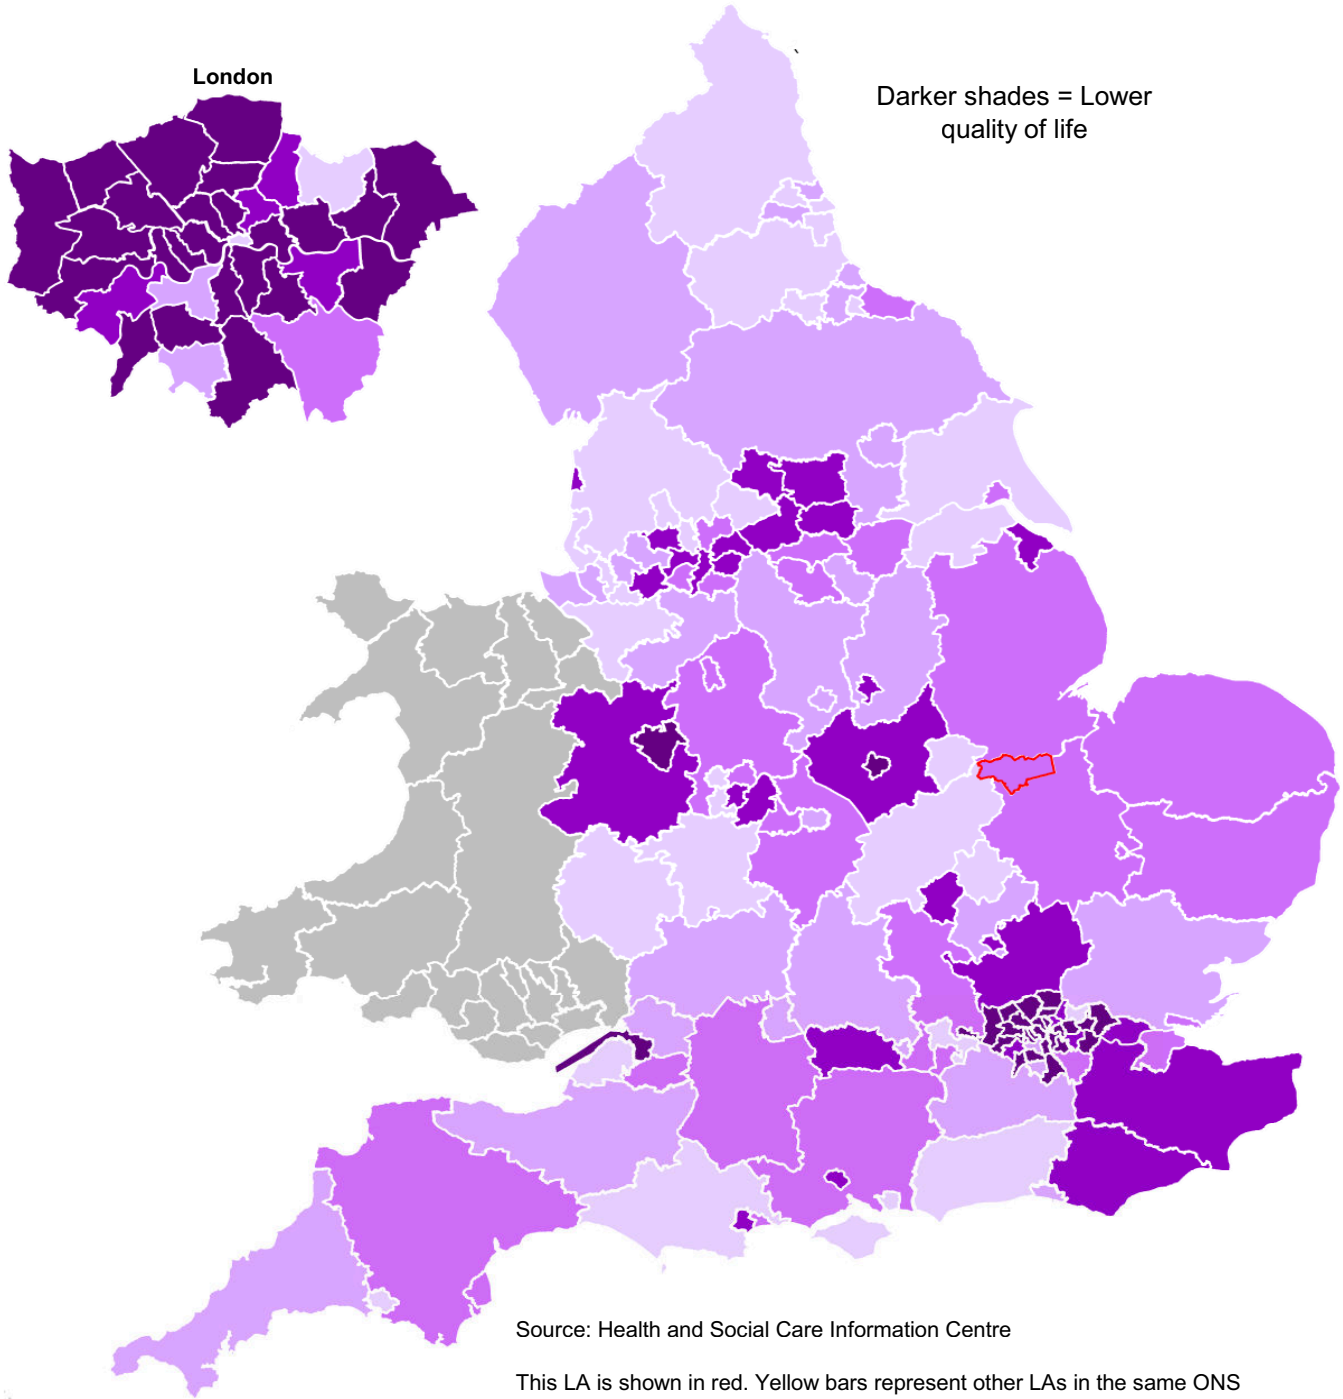 London
Darker shades = Lower
quality of life
Source: Health and Social Care Information Centre
This LA is shown in red. Yellow bars represent other LAs in the same ONS